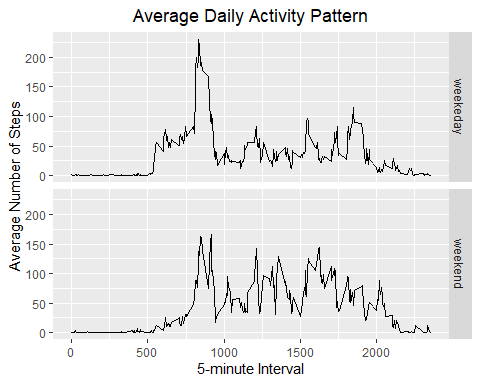 Average Daily Activity Pattern
Average Number of Steps
200
150
100
50
0
weekeday
200
150
100
50
0
weekend
0 500 1000 1500 2000
5-minute Interval